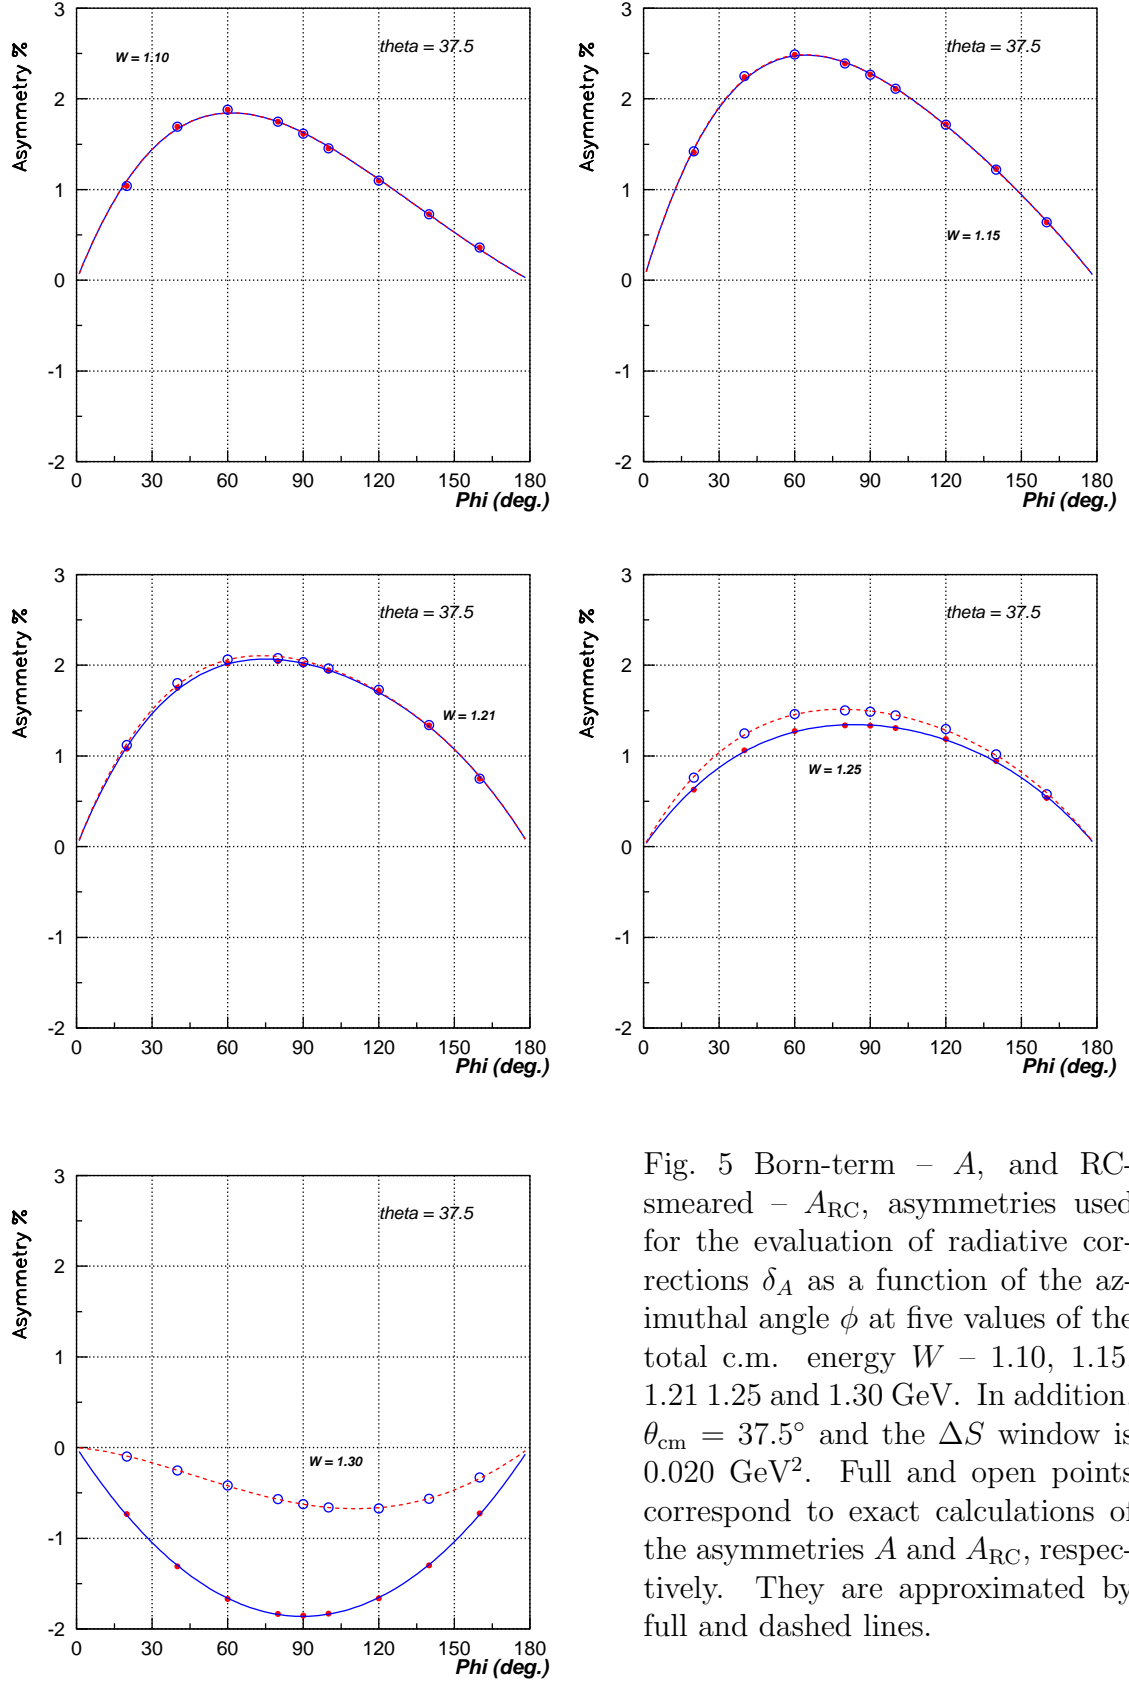 3
2
1
0
-1
-2
0 30 60 90 120 150 180
Asymmetry %
W = 1.10
theta = 37.5
Phi (deg.)
3
2
1
0
-1
-2
0 30 60 90 120 150 180
Asymmetry %
theta = 37.5
W = 1.15
Phi (deg.)
3
2
1
0
-1
-2
0 30 60 90 120 150 180
Asymmetry %
theta = 37.5
W = 1.21
Phi (deg.)
3
2
1
0
-1
-2
0 30 60 90 120 150 180
Asymmetry %
theta = 37.5
W = 1.25
Phi (deg.)
3
2
1
0
-1
-2
0 30 60 90 120 150 180
Asymmetry %
theta = 37.5
W = 1.30
Phi (deg.)
Fig. 5 Born-term – A, and RC-
smeared – A_RC, asymmetries used
for the evaluation of radiative cor-
rections δ_A as a function of the az-
imuthal angle ϕ at five values of the
total c.m. energy W – 1.10, 1.15
1.21 1.25 and 1.30 GeV. In addition,
θ_cm = 37.5° and the ΔS window is
0.020 GeV². Full and open points
correspond to exact calculations of
the asymmetries A and A_RC, respec-
tively. They are approximated by
full and dashed lines.